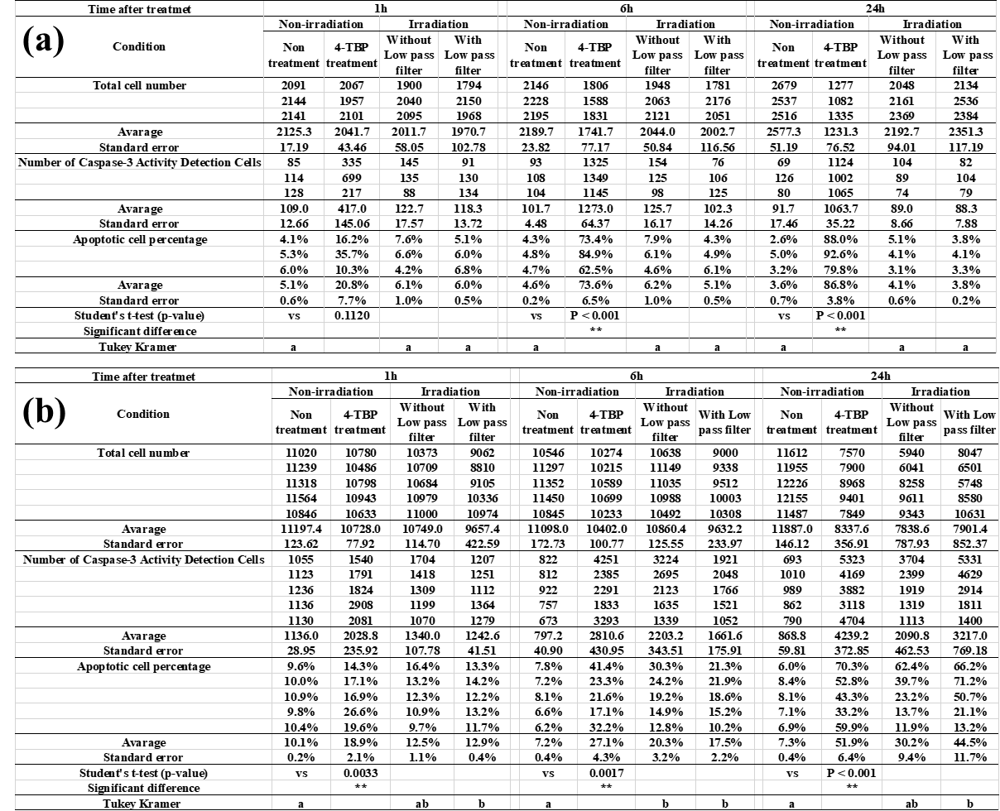 Time after treatmet 1h 6h 24h
(a)
Non-irradiation Irradiation Non-irradiation Irradiation Non-irradiation Irradiation
Condition Non treatment 4-TBP treatment Without Low pass filter With Low pass filter Non treatment 4-TBP treatment Without Low pass filter With Low pass filter Non treatment 4-TBP treatment Without Low pass filter With Low pass filter
Total cell number 2091 2067 1900 1794 2146 1806 1948 1781 2679 1277 2048 2134
2144 1957 2040 2150 2228 1588 2063 2176 2537 1082 2161 2536
2141 2101 2095 1968 2195 1831 2121 2051 2516 1335 2369 2384
Avarage 2125.3 2041.7 2011.7 1970.7 2189.7 1741.7 2044.0 2002.7 2577.3 1231.3 2192.7 2351.3
Standard error 17.19 43.46 58.05 102.78 23.82 77.17 50.84 116.56 51.19 76.52 94.01 117.19
Number of Caspase-3 Activity Detection Cells 85 335 145 91 93 1325 154 76 69 1124 104 82
114 699 135 130 108 1349 125 106 126 1002 89 104
128 217 88 134 104 1145 98 125 80 1065 74 79
Avarage 109.0 417.0 122.7 118.3 101.7 1273.0 125.7 102.3 91.7 1063.7 89.0 88.3
Standard error 12.66 145.06 17.57 13.72 4.48 64.37 16.17 14.26 17.46 35.22 8.66 7.88
Apoptotic cell percentage 4.1% 16.2% 7.6% 5.1% 4.3% 73.4% 7.9% 4.3% 2.6% 88.0% 5.1% 3.8%
5.3% 35.7% 6.6% 6.0% 4.8% 84.9% 6.1% 4.9% 5.0% 92.6% 4.1% 4.1%
6.0% 10.3% 4.2% 6.8% 4.7% 62.5% 4.6% 6.1% 3.2% 79.8% 3.1% 3.3%
Avarage 5.1% 20.8% 6.1% 6.0% 4.6% 73.6% 6.2% 5.1% 3.6% 86.8% 4.1% 3.8%
Standard error 0.6% 7.7% 1.0% 0.5% 0.2% 6.5% 1.0% 0.5% 0.7% 3.8% 0.6% 0.2%
Student's t-test (p-value) vs 0.1120 vs P < 0.001 vs P < 0.001
Significant difference ** **
Tukey Kramer a a a a a a a a a
Time after treatmet 1h 6h 24h
(b)
Non-irradiation Irradiation Non-irradiation Irradiation Non-irradiation Irradiation
Condition Non treatment 4-TBP treatment Without Low pass filter With Low pass filter Non treatment 4-TBP treatment Without Low pass filter With Low pass filter Non treatment 4-TBP treatment Without Low pass filter With Low pass filter
Total cell number 11020 10780 10373 9062 10546 10274 10638 9000 11612 7570 5940 8047
11239 10486 10709 8810 11297 10215 11149 9338 11955 7900 6041 6501
11318 10798 10684 9105 11352 10589 11035 9512 12226 8968 8258 5748
11564 10943 10979 10336 11450 10699 10988 10003 12155 9401 9611 8580
10846 10633 11000 10974 10845 10233 10492 10308 11487 7849 9343 10631
Avarage 11197.4 10728.0 10749.0 9657.4 11098.0 10402.0 10860.4 9632.2 11887.0 8337.6 7838.6 7901.4
Standard error 123.62 77.92 114.70 422.59 172.73 100.77 125.55 233.97 146.12 356.91 787.93 852.37
Number of Caspase-3 Activity Detection Cells 1055 1540 1704 1207 822 4251 3224 1921 693 5323 3704 5331
1123 1791 1418 1251 812 2385 2695 2048 1010 4169 2399 4629
1236 1824 1309 1112 922 2291 2123 1766 989 3882 1919 2914
1136 2908 1199 1364 757 1833 1635 1521 862 3118 1319 1811
1130 2081 1070 1279 673 3293 1339 1052 790 4704 1113 1400
Avarage 1136.0 2028.8 1340.0 1242.6 797.2 2810.6 2203.2 1661.6 868.8 4239.2 2090.8 3217.0
Standard error 28.95 235.92 107.78 41.51 40.90 430.95 343.51 175.91 59.81 372.85 462.53 769.18
Apoptotic cell percentage 9.6% 14.3% 16.4% 13.3% 7.8% 41.4% 30.3% 21.3% 6.0% 70.3% 62.4% 66.2%
10.0% 17.1% 13.2% 14.2% 7.2% 23.3% 24.2% 21.9% 8.4% 52.8% 39.7% 71.2%
10.9% 16.9% 12.3% 12.2% 8.1% 21.6% 19.2% 18.6% 8.1% 43.3% 23.2% 50.7%
9.8% 26.6% 10.9% 13.2% 6.6% 17.1% 14.9% 15.2% 7.1% 33.2% 13.7% 21.1%
10.4% 19.6% 9.7% 11.7% 6.2% 32.2% 12.8% 10.2% 6.9% 59.9% 11.9% 13.2%
Avarage 10.1% 18.9% 12.5% 12.9% 7.2% 27.1% 20.3% 17.5% 7.3% 51.9% 30.2% 44.5%
Standard error 0.2% 2.1% 1.1% 0.4% 0.4% 4.3% 3.2% 2.2% 0.4% 6.4% 9.4% 11.7%
Student's t-test (p-value) vs 0.0033 vs 0.0017 vs P < 0.001
Significant difference ** ** **
Tukey Kramer a ab b a b b a ab b